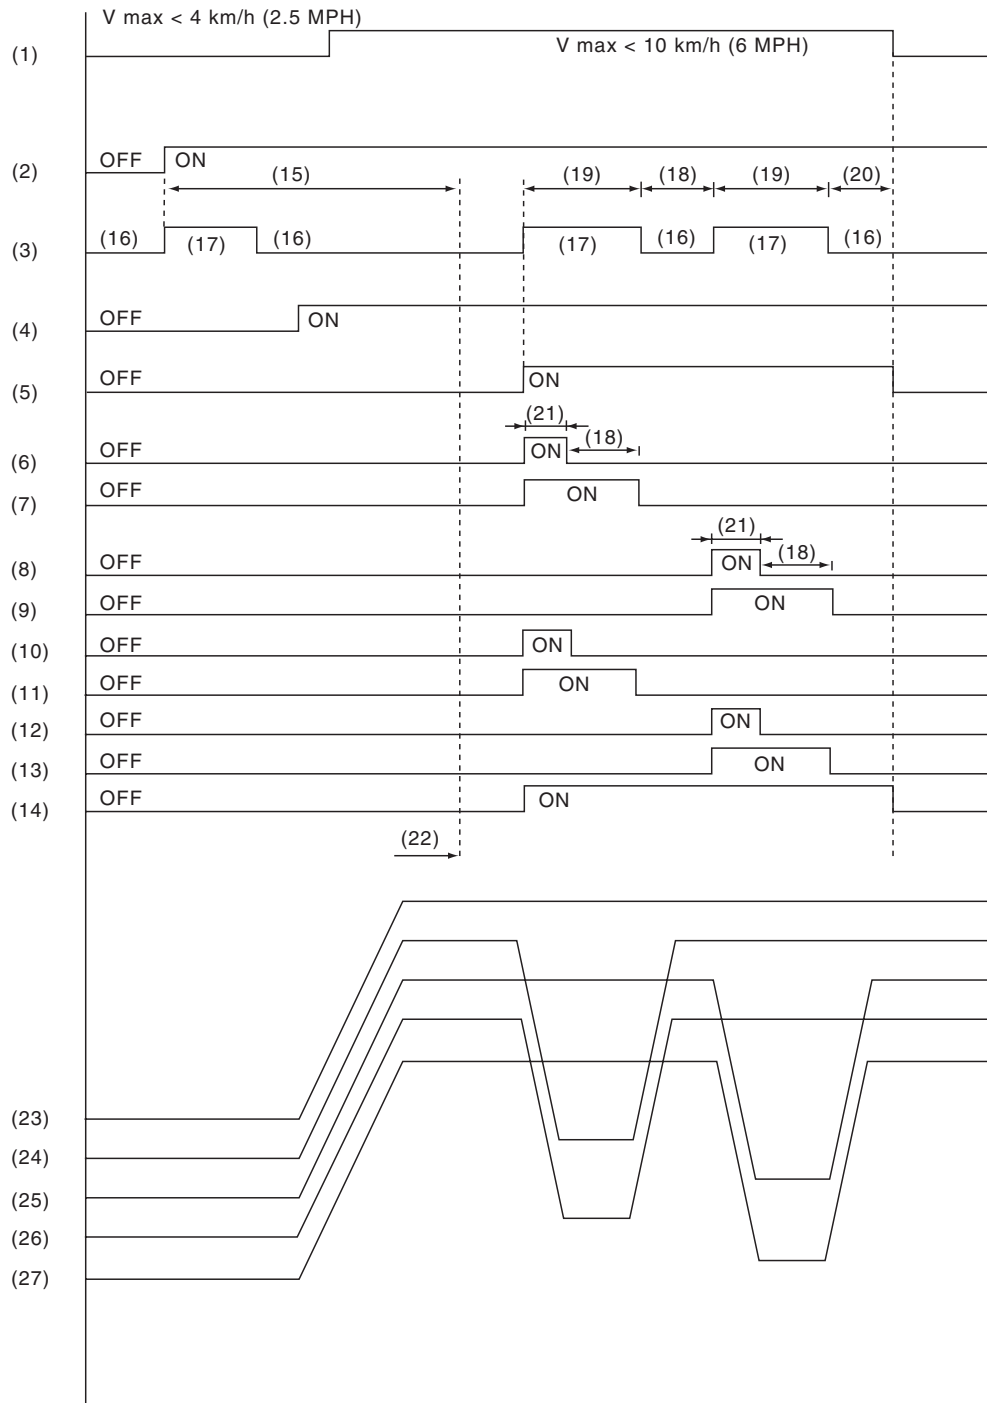 V max < 4 km/h (2.5 MPH)
(1) V max < 10 km/h (6 MPH)
(2) OFF ON
(15) (19) (18) (19) (20)
(3) (16) (17) (16) (17) (16) (17) (16)
(4) OFF ON
(5) OFF ON
(21)
(6) OFF ON (18)
(7) OFF ON
(21)
(8) OFF ON (18)
(9) OFF ON
(10) OFF ON
(11) OFF ON
(12) OFF ON
(13) OFF ON
(14) OFF ON
(22)
(23)
(24)
(25)
(26)
(27)